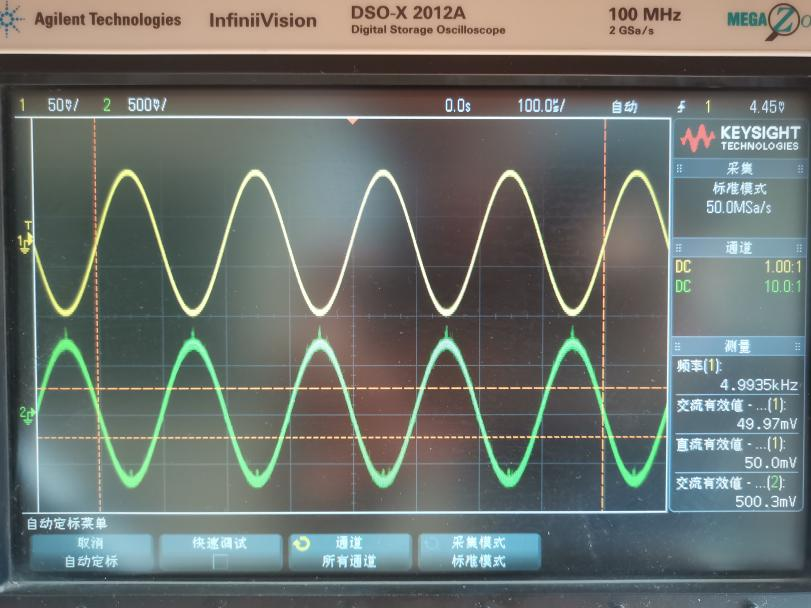 Agilent Technologies
InfiniiVision
DSO-X 2012A
Digital Storage Oscilloscope
100 MHz
2 GSa/s
MEGA Zo
1 50♈/ 2 500♈/ 0.0s 100.0㎲/ 自动 1 4.45♈
KEYSIGHT
TECHNOLOGIES
采集
标准模式
50.0MSa/s
通道
DC 1.00:1
DC 10.0:1
测量
频率(1):
4.9935kHz
交流有效值 - ...(1):
49.97mV
直流有效值 - ...(1):
50.0mV
交流有效值 - ...(2):
500.3mV
T
1
2
自动定标菜单
取消
自动定标
快速调试
通道
所有通道
采集模式
标准模式